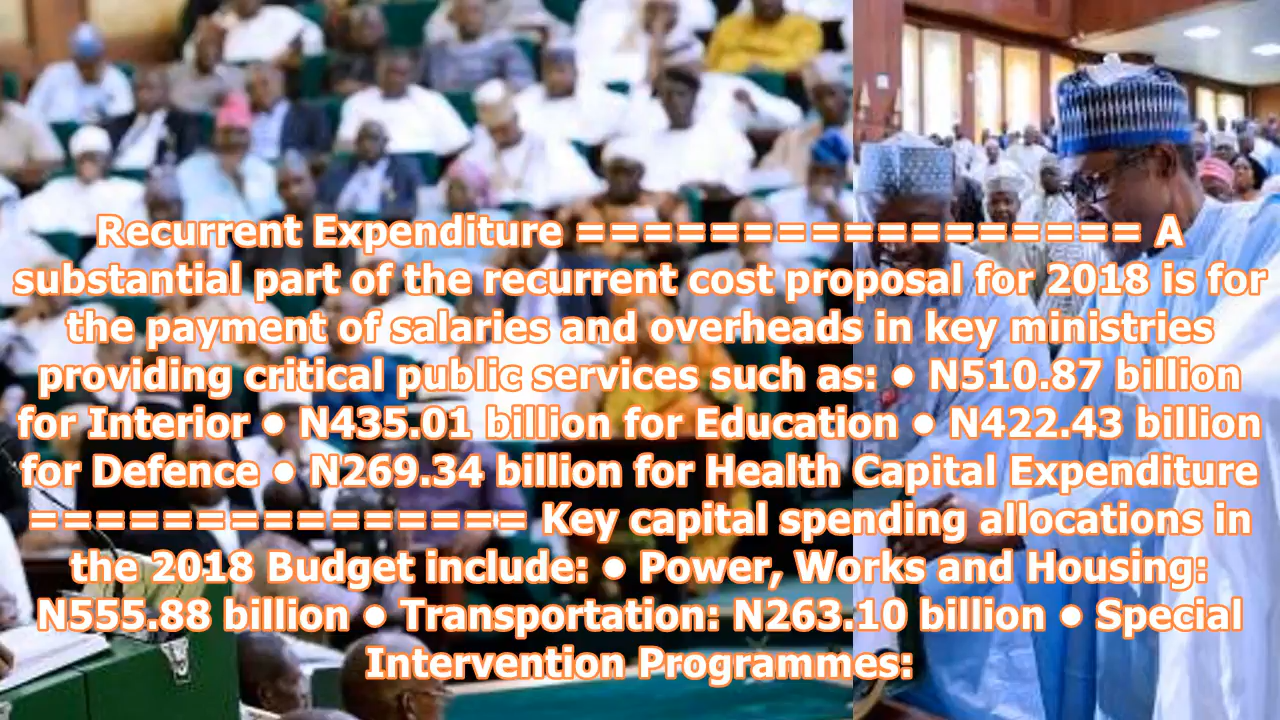 Recurrent Expenditure ================= A
substantial part of the recurrent cost proposal for 2018 is for
the payment of salaries and overheads in key ministries
providing critical public services such as: ● N510.87 billion
for Interior ● N435.01 billion for Education ● N422.43 billion
for Defence ● N269.34 billion for Health Capital Expenditure
=============== Key capital spending allocations in
the 2018 Budget include: ● Power, Works and Housing:
N555.88 billion ● Transportation: N263.10 billion ● Special
Intervention Programmes: